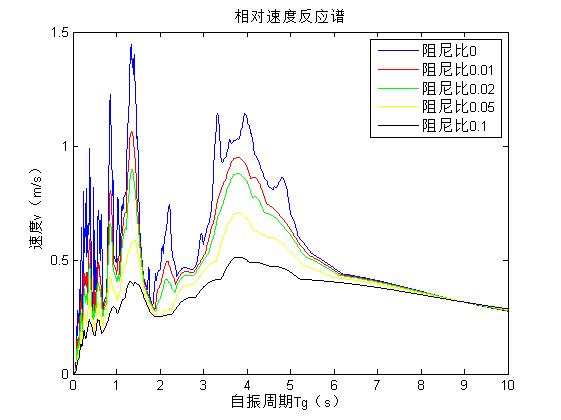 相对速度反应谱
1.5
1
0.5
0
速度v（m/s）
阻尼比0
阻尼比0.01
阻尼比0.02
阻尼比0.05
阻尼比0.1
0 1 2 3 4 5 6 7 8 9 10
自振周期Tg（s）